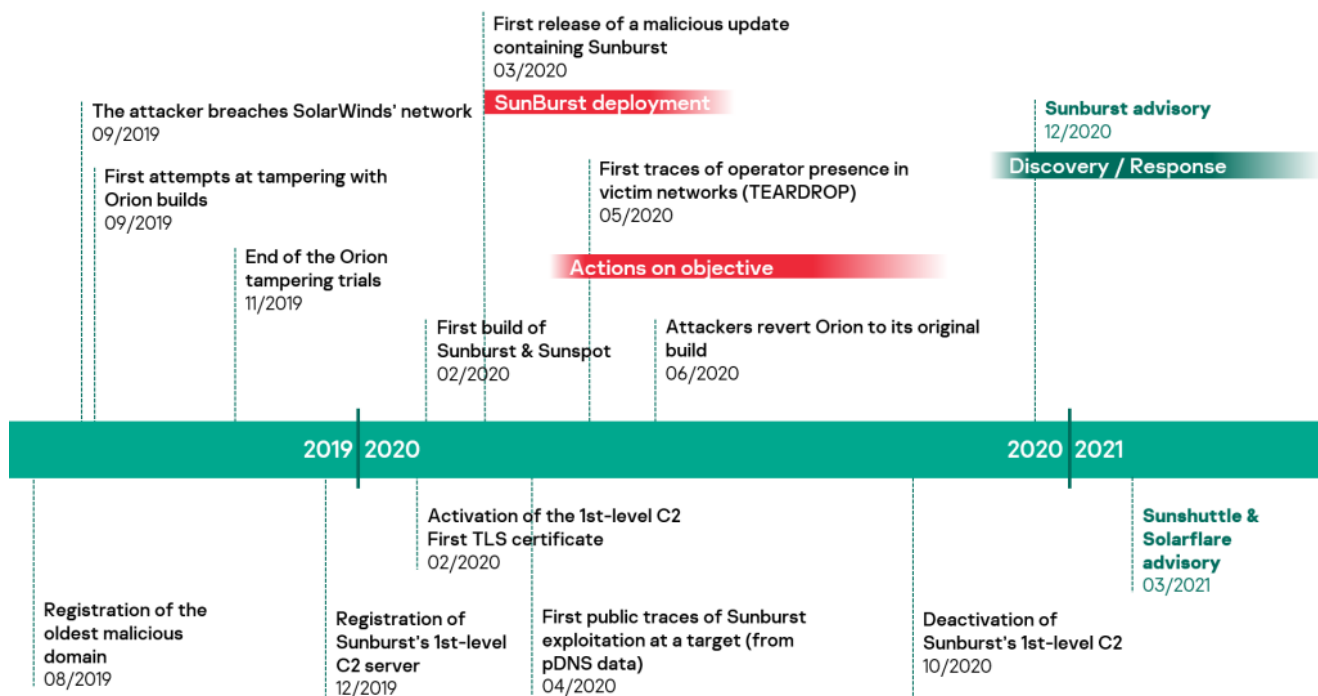 First release of a malicious update
containing Sunburst
03/2020
SunBurst deployment
The attacker breaches SolarWinds' network
09/2019
Sunburst advisory
12/2020
Discovery / Response
First attempts at tampering with
Orion builds
09/2019
First traces of operator presence in
victim networks (TEARDROP)
05/2020
End of the Orion
tampering trials
11/2019
Actions on objective
First build of
Sunburst & Sunspot
02/2020
Attackers revert Orion to its original
build
06/2020
2019 2020
2020 2021
Activation of the 1st-level C2
First TLS certificate
02/2020
Sunshuttle &
Solarflare
advisory
03/2021
Registration of the
oldest malicious
domain
08/2019
Registration of
Sunburst's 1st-level
C2 server
12/2019
First public traces of Sunburst
exploitation at a target (from
pDNS data)
04/2020
Deactivation of
Sunburst's 1st-level C2
10/2020